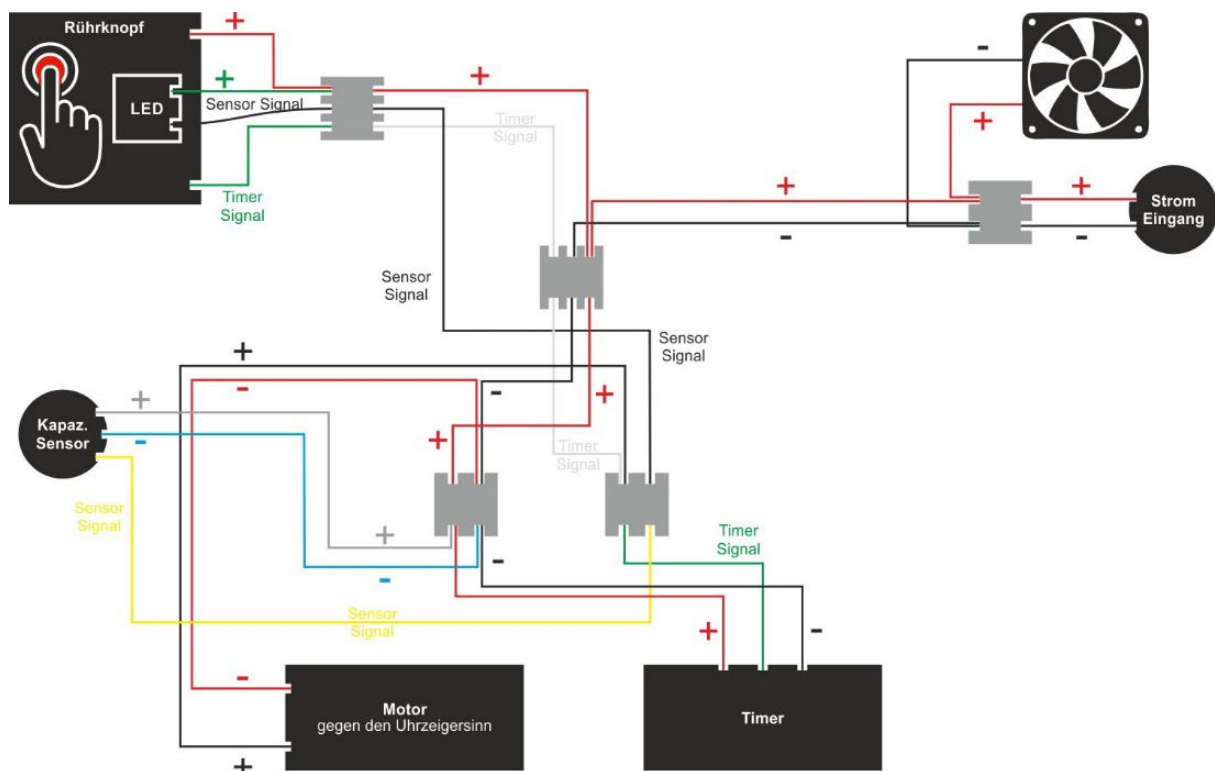 Rührknopf
+
+
LED
Sensor Signal
+
Timer
Signal
Timer
Signal
-
+
+
+
Strom
Eingang
-
-
Sensor
Signal
Sensor
Signal
+
-
-
+
+
Kapaz.
Sensor
+
-
Timer
Signal
Sensor
Signal
+
-
-
Timer
Signal
Sensor
Signal
+
-
-
Motor
gegen den Uhrzeigersinn
+
Timer